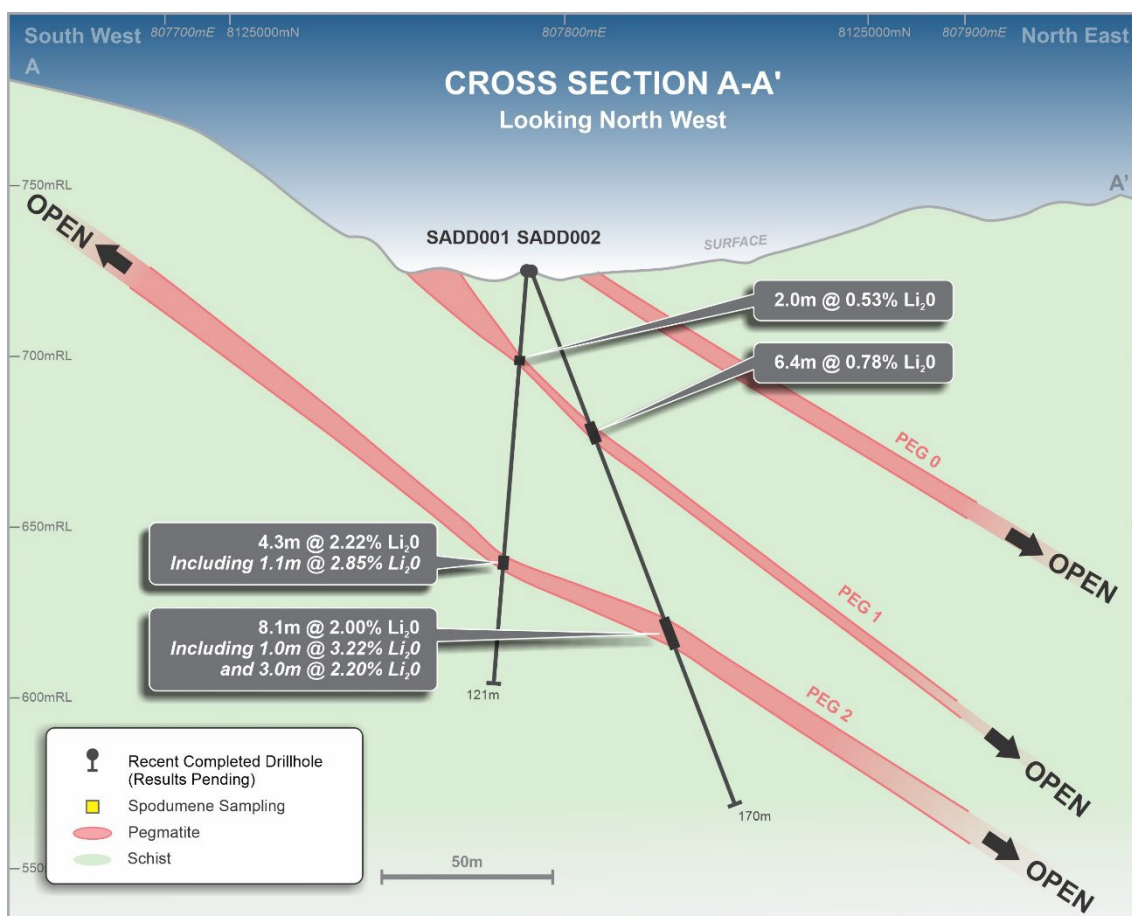 South West 807700mE 8125000mN 807800mE 8125000mN 807900mE North East
A
CROSS SECTION A-A'
Looking North West
A'
750mRL
OPEN
SADD001 SADD002
SURFACE
2.0m @ 0.53% Li₂0
700mRL
6.4m @ 0.78% Li₂0
PEG 0
650mRL
4.3m @ 2.22% Li₂0
Including 1.1m @ 2.85% Li₂0
OPEN
PEG 1
8.1m @ 2.00% Li₂0
Including 1.0m @ 3.22% Li₂0
and 3.0m @ 2.20% Li₂0
600mRL
121m
PEG 2
OPEN
170m
Recent Completed Drillhole
(Results Pending)
Spodumene Sampling
Pegmatite
Schist
550
50m
OPEN